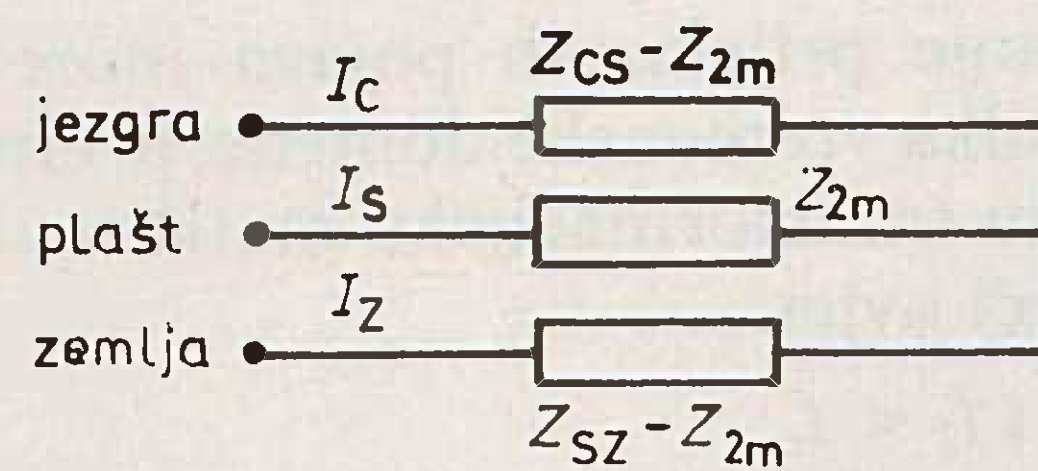 Z_CS - Z_2m
jezgra I_C
plašt I_S Z_2m
zemlja I_Z
Z_SZ - Z_2m